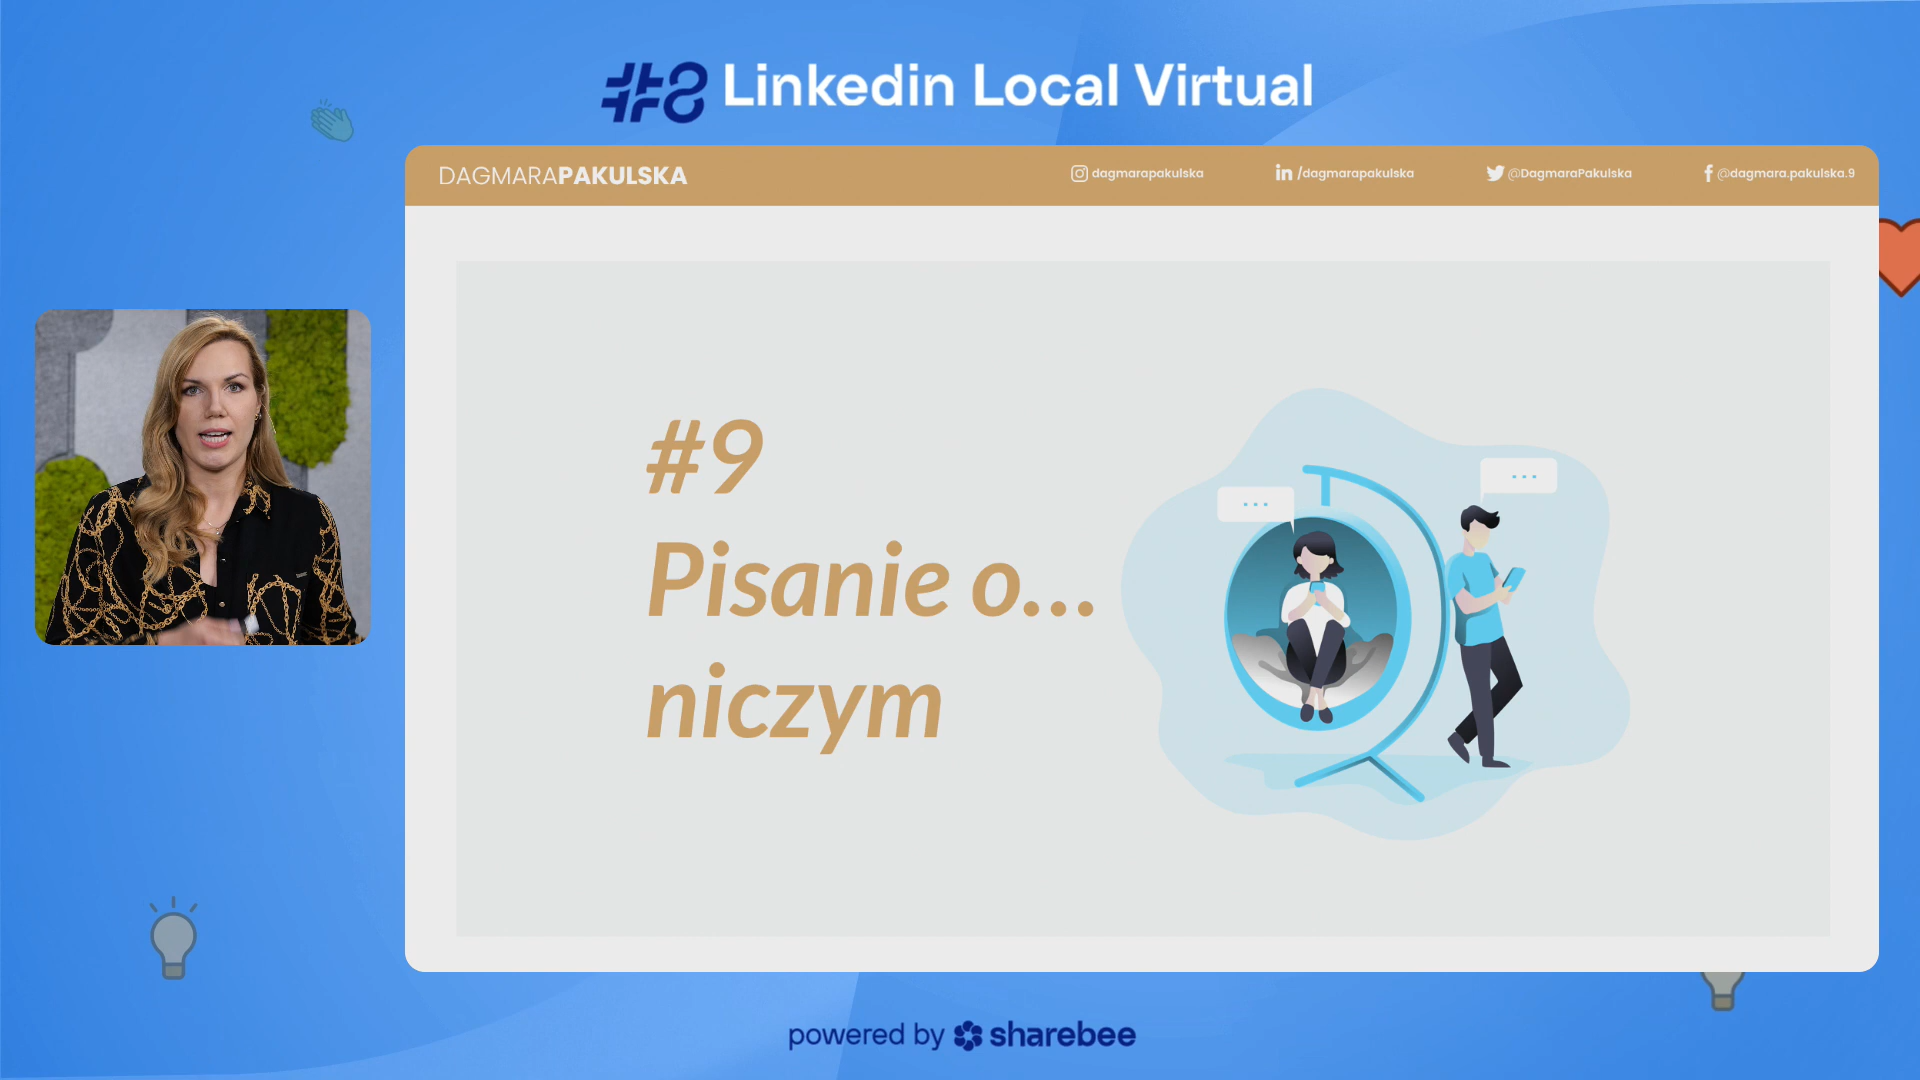 #8 Linkedin Local Virtual
DAGMARAPAKULSKA
dagmarapakulska
/dagmarapakulska
@DagmaraPakulska
@dagmara.pakulska.9
#9
Pisanie o...
niczym
powered by sharebee